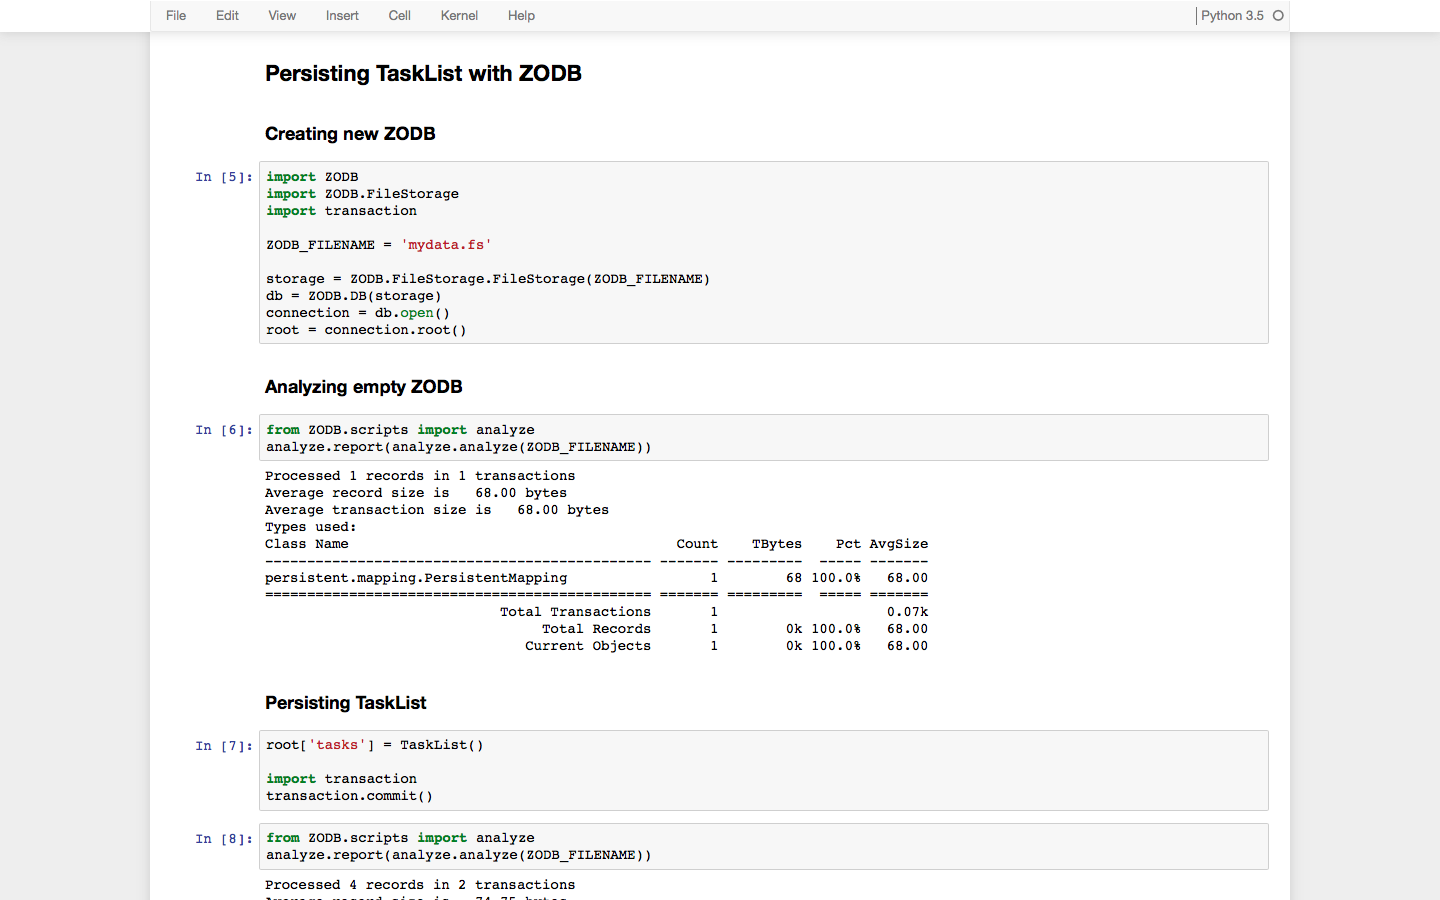 File Edit View Insert Cell Kernel Help Python 3.5
Persisting TaskList with ZODB
Creating new ZODB
In [5]: import ZODB
import ZODB.FileStorage
import transaction
ZODB_FILENAME = 'mydata.fs'
storage = ZODB.FileStorage.FileStorage(ZODB_FILENAME)
db = ZODB.DB(storage)
connection = db.open()
root = connection.root()
Analyzing empty ZODB
In [6]: from ZODB.scripts import analyze
analyze.report(analyze.analyze(ZODB_FILENAME))
Processed 1 records in 1 transactions
Average record size is   68.00 bytes
Average transaction size is   68.00 bytes
Types used:
Class Name                                       Count    TBytes    Pct AvgSize
---------------------------------------------- ------- ---------  ----- -------
persistent.mapping.PersistentMapping                 1        68 100.0%   68.00
============================================== ======= =========  ===== =======
                            Total Transactions       1                    0.07k
                                 Total Records       1        0k 100.0%   68.00
                               Current Objects       1        0k 100.0%   68.00
Persisting TaskList
In [7]: root['tasks'] = TaskList()
import transaction
transaction.commit()
In [8]: from ZODB.scripts import analyze
analyze.report(analyze.analyze(ZODB_FILENAME))
Processed 4 records in 2 transactions
Average record size is   74.75 bytes